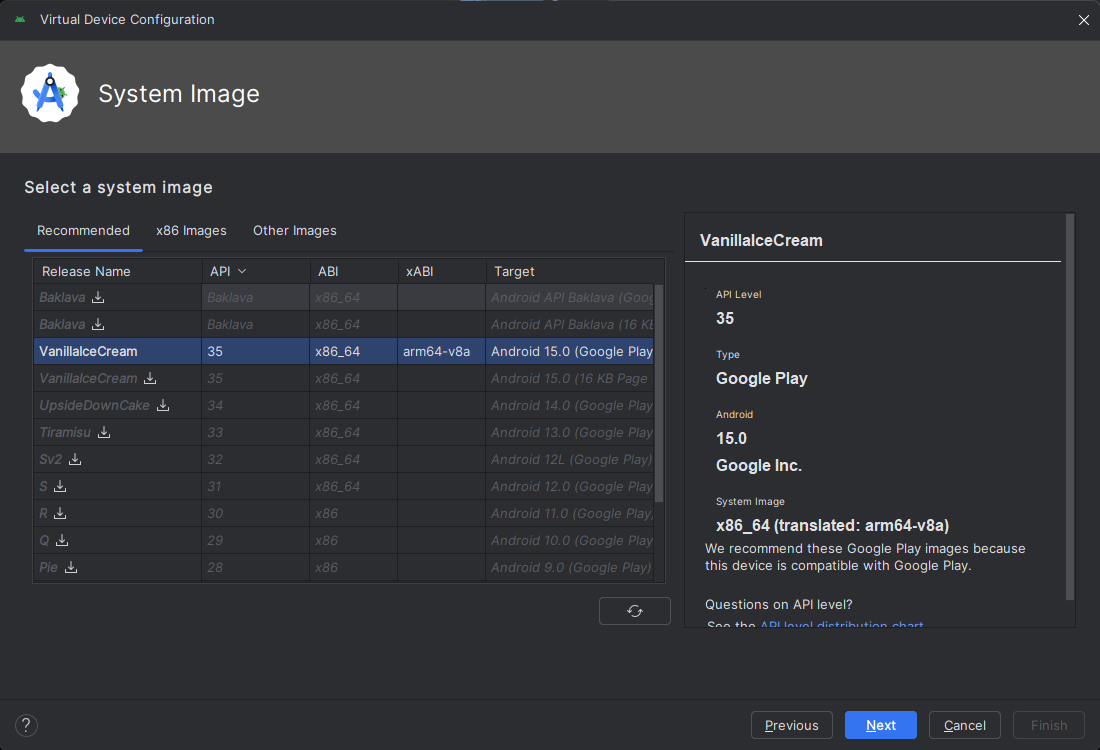 Virtual Device Configuration
System Image
Select a system image
Recommended x86 Images Other Images
Release Name API ABI xABI Target
Baklava Baklava x86_64 Android API Baklava (Goog
Baklava Baklava x86_64 Android API Baklava (16 KB
VanillaIceCream 35 x86_64 arm64-v8a Android 15.0 (Google Play
VanillaIceCream 35 x86_64 Android 15.0 (16 KB Page
UpsideDownCake 34 x86_64 Android 14.0 (Google Play
Tiramisu 33 x86_64 Android 13.0 (Google Play
Sv2 32 x86_64 Android 12L (Google Play)
S 31 x86_64 Android 12.0 (Google Play
R 30 x86 Android 11.0 (Google Play)
Q 29 x86 Android 10.0 (Google Play
Pie 28 x86 Android 9.0 (Google Play)
VanillaIceCream
API Level
35
Type
Google Play
Android
15.0
Google Inc.
System Image
x86_64 (translated: arm64-v8a)
We recommend these Google Play images because
this device is compatible with Google Play.
Questions on API level?
See the API level distribution chart
? Previous Next Cancel Finish